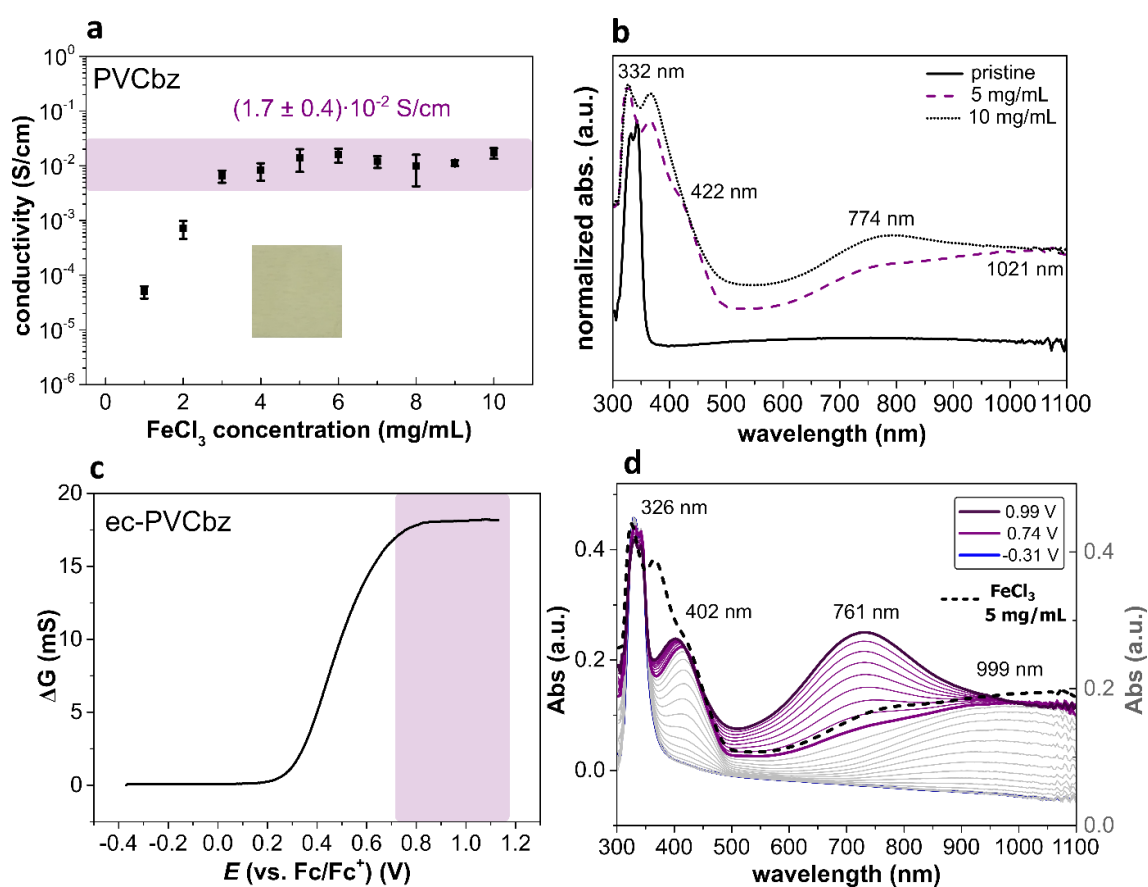 a
PVCbz
(1.7 ± 0.4)·10⁻² S/cm
conductivity (S/cm)
10⁰
10⁻¹
10⁻²
10⁻³
10⁻⁴
10⁻⁵
10⁻⁶
0 2 4 6 8 10
FeCl₃ concentration (mg/mL)
b
332 nm
pristine
5 mg/mL
10 mg/mL
422 nm
774 nm
1021 nm
normalized abs. (a.u.)
300 400 500 600 700 800 900 1000 1100
wavelength (nm)
c
ec-PVCbz
ΔG (mS)
20
15
10
5
0
-0.4 -0.2 0.0 0.2 0.4 0.6 0.8 1.0 1.2
E (vs. Fc/Fc⁺) (V)
d
326 nm
0.99 V
0.74 V
-0.31 V
FeCl₃
5 mg/mL
402 nm
761 nm
999 nm
Abs (a.u.)
0.4
0.2
0.0
Abs (a.u.)
0.4
0.2
0.0
300 400 500 600 700 800 900 1000 1100
wavelength (nm)